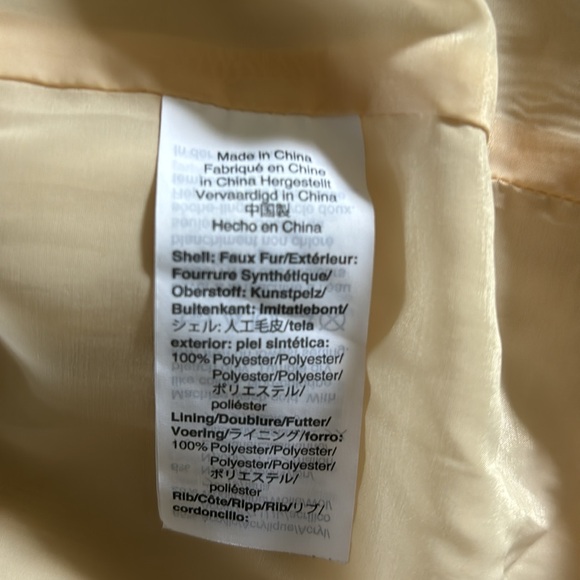 Made in China
Fabriqué en Chine
in China Hergestellt
Vervaardigd in China
中国製
Hecho en China
Shell: Faux Fur/Extérieur:
Fourrure Synthétique/
Oberstoff: Kunstpelz/
Buitenkant: Imitatiebont/
シェル: 人工毛皮/tela
exterior: piel sintética:
100% Polyester/Polyester/
Polyester/Polyester/
ポリエステル/
poliéster
Lining/Doublure/Futter/
Voering/ライニング/forro:
100% Polyester/Polyester/
Polyester/Polyester/
ポリエステル/
poliéster
Rib/Côte/Ripp/Rib/リブ/
cordoncillo: